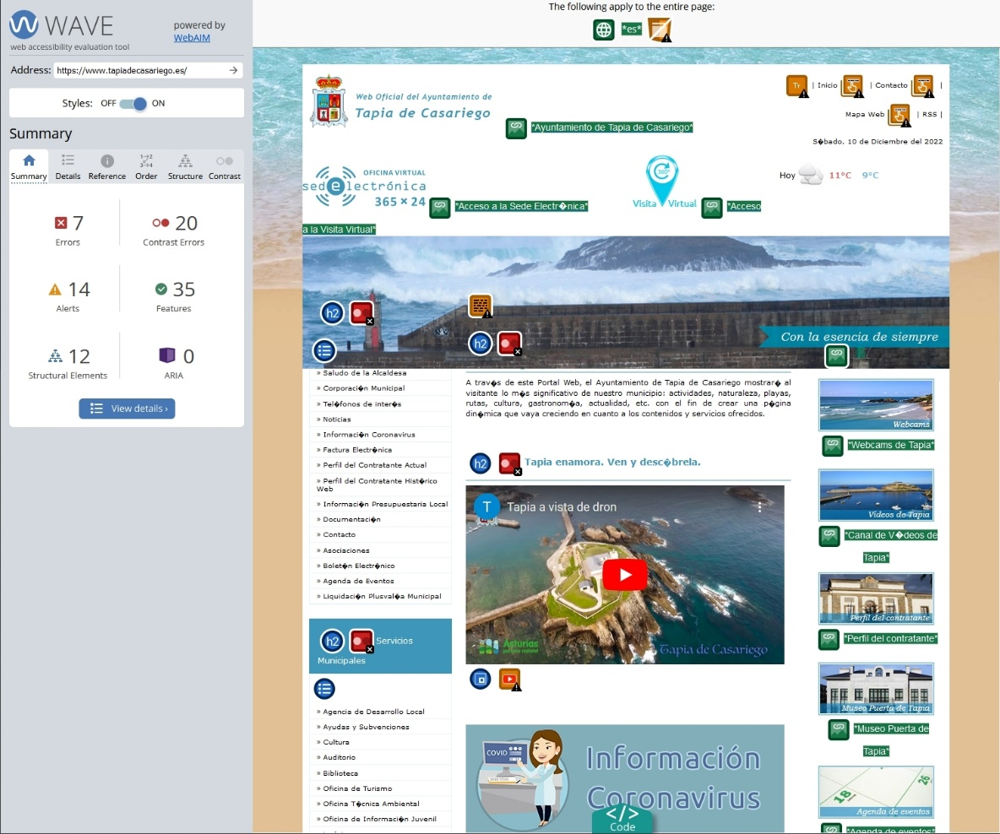 WAVE
powered by
WebAIM
web accessibility evaluation tool
Address: https://www.tapiadecasariego.es/
Styles: OFF ON
Summary
Summary Details Reference Order Structure Contrast
7
Errors
20
Contrast Errors
14
Alerts
35
Features
12
Structural Elements
0
ARIA
View details ›
The following apply to the entire page:
*es*
Web Oficial del Ayuntamiento de
Tapia de Casariego
*Ayuntamiento de Tapia de Casariego*
| Inicio | Contacto |
Mapa Web | RSS |
S�bado, 10 de Diciembre del 2022
OFICINA VIRTUAL
sedelectrónica
365 × 24
*Acceso a la Sede Electr�nica*
360º
Visita Virtual
*Acceso
a la Visita Virtual*
Hoy 11°C 9°C
h2
h2
Con la esencia de siempre
» Saludo de la Alcaldesa
» Corporaci�n Municipal
» Tel�fonos de inter�s
» Noticias
» Informaci�n Coronavirus
» Factura Electr�nica
» Perfil del Contratante Actual
» Perfil del Contratante Hist�rico
Web
» Informaci�n Presupuestaria Local
» Documentaci�n
» Contacto
» Asociaciones
» Bolet�n Electr�nico
» Agenda de Eventos
» Liquidaci�n Plusval�a Municipal
h2 Servicios
Municipales
» Agencia de Desarrollo Local
» Ayudas y Subvenciones
» Cultura
» Auditorio
» Biblioteca
» Oficina de Turismo
» Oficina T�cnica Ambiental
» Oficina de Informaci�n Juvenil
A trav�s de este Portal Web, el Ayuntamiento de Tapia de Casariego mostrar� al
visitante lo m�s significativo de nuestro municipio: actividades, naturaleza, playas,
rutas, cultura, gastronom�a, actualidad, etc. con el fin de crear una p�gina
din�mica que vaya creciendo en cuanto a los contenidos y servicios ofrecidos.
h2 Tapia enamora. Ven y desc�brela.
T Tapia a vista de dron
Asturias
Tapia de Casariego
COVID
Información
Coronavirus
</>
Code
Webcams
*Webcams de Tapia*
Vídeos de Tapia
*Canal de V�deos de
Tapia*
Perfil del contratante
*Perfil del contratante*
Museo Puerta de Tapia
*Museo Puerta de
Tapia*
18
26
Agenda de eventos
*Agenda de eventos*